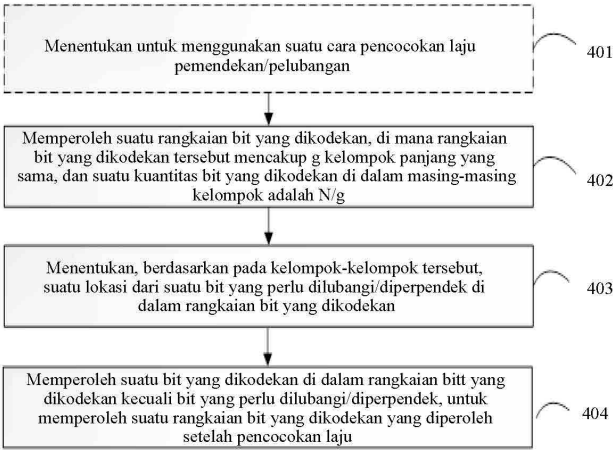 Menentukan untuk menggunakan suatu cara pencocokan laju
pemendekan/pelubangan
401
Memperoleh suatu rangkaian bit yang dikodekan, di mana rangkaian
bit yang dikodekan tersebut mencakup g kelompok panjang yang
sama, dan suatu kuantitas bit yang dikodekan di dalam masing-masing
kelompok adalah N/g
402
Menentukan, berdasarkan pada kelompok-kelompok tersebut,
suatu lokasi dari suatu bit yang perlu dilubangi/diperpendek di
dalam rangkaian bit yang dikodekan
403
Memperoleh suatu bit yang dikodekan di dalam rangkaian bitt yang
dikodekan kecuali bit yang perlu dilubangi/diperpendek, untuk
memperoleh suatu rangkaian bit yang dikodekan yang diperoleh
setelah pencocokan laju
404